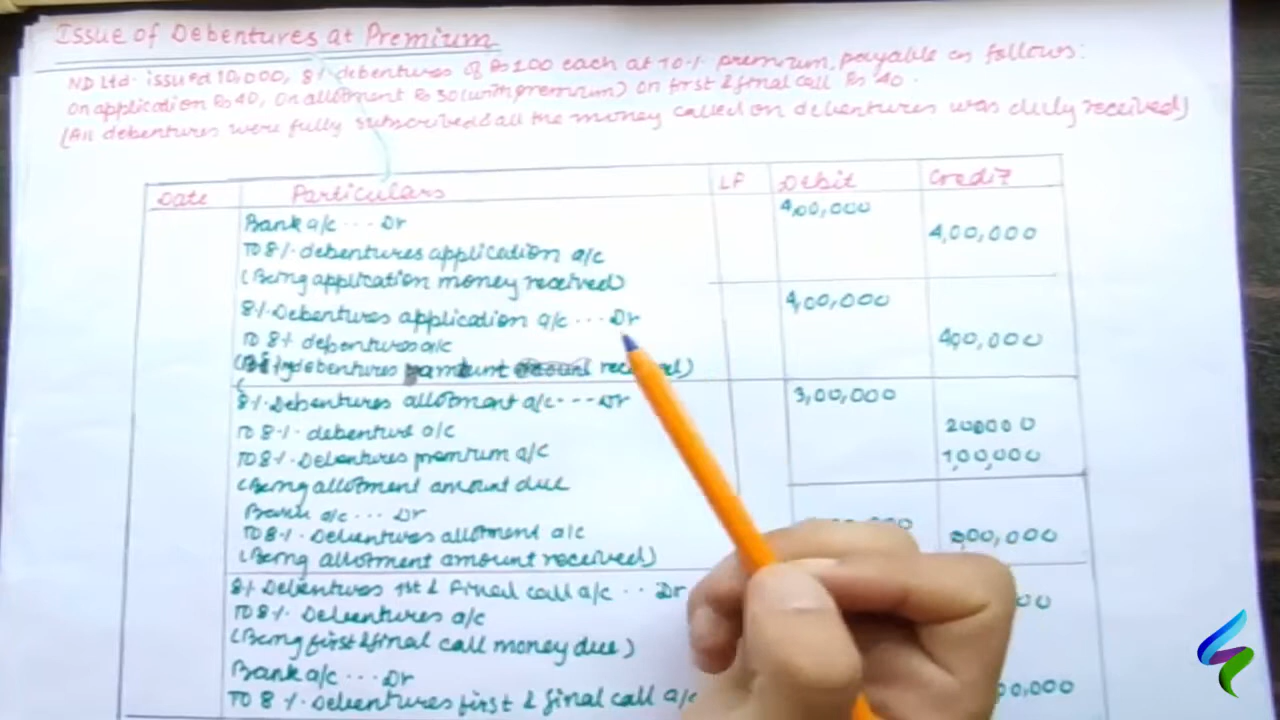 Issue of Debentures at Premium
ND Ltd. issued 10,000, 8% debentures of Rs 100 each at 10% premium, payable as follows:
On application Rs 40, On allotment Rs 30 (with premium) on first & final call Rs 40.
(All debentures were fully subscribed & all the money called on debentures was duly received)
Date Particulars LF Debit Credit
Bank a/c ... Dr 4,00,000
To 8% debentures application a/c 4,00,000
(Being application money received)
8% Debentures application a/c ... Dr 4,00,000
To 8% debentures a/c 400,000
debentures
8% Debentures allotment a/c --- Dr 3,00,000
To 8% debenture a/c 200000
To 8% Debentures premium a/c 1,00,000
(Being allotment amount due
Bank a/c ... Dr
To 8% Debentures allotment a/c 300,000
(Being allotment amount received)
8% Debentures 1st & Final call a/c .. Dr
To 8% Debentures a/c
(Being first & final call money due)
Bank a/c ... Dr
To 8% Debentures first & final call a/c